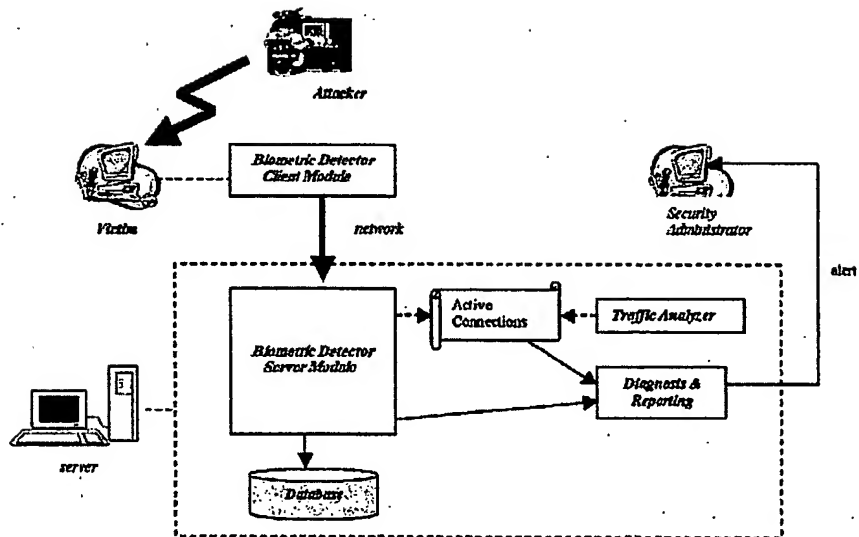 Attacker
Biometric Detector
Client Module
Victim
network
Security
Administrator
alert
Active
Connections
Traffic Analyzer
Biometric Detector
Server Module
Diagnosis &
Reporting
server
Database